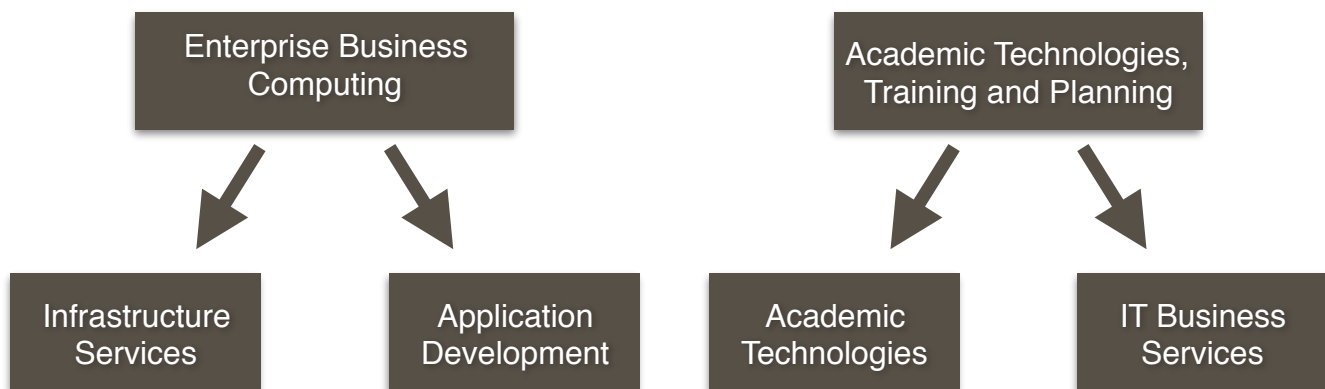 Enterprise Business
Computing
Academic Technologies,
Training and Planning
Infrastructure
Services
Application
Development
Academic
Technologies
IT Business
Services